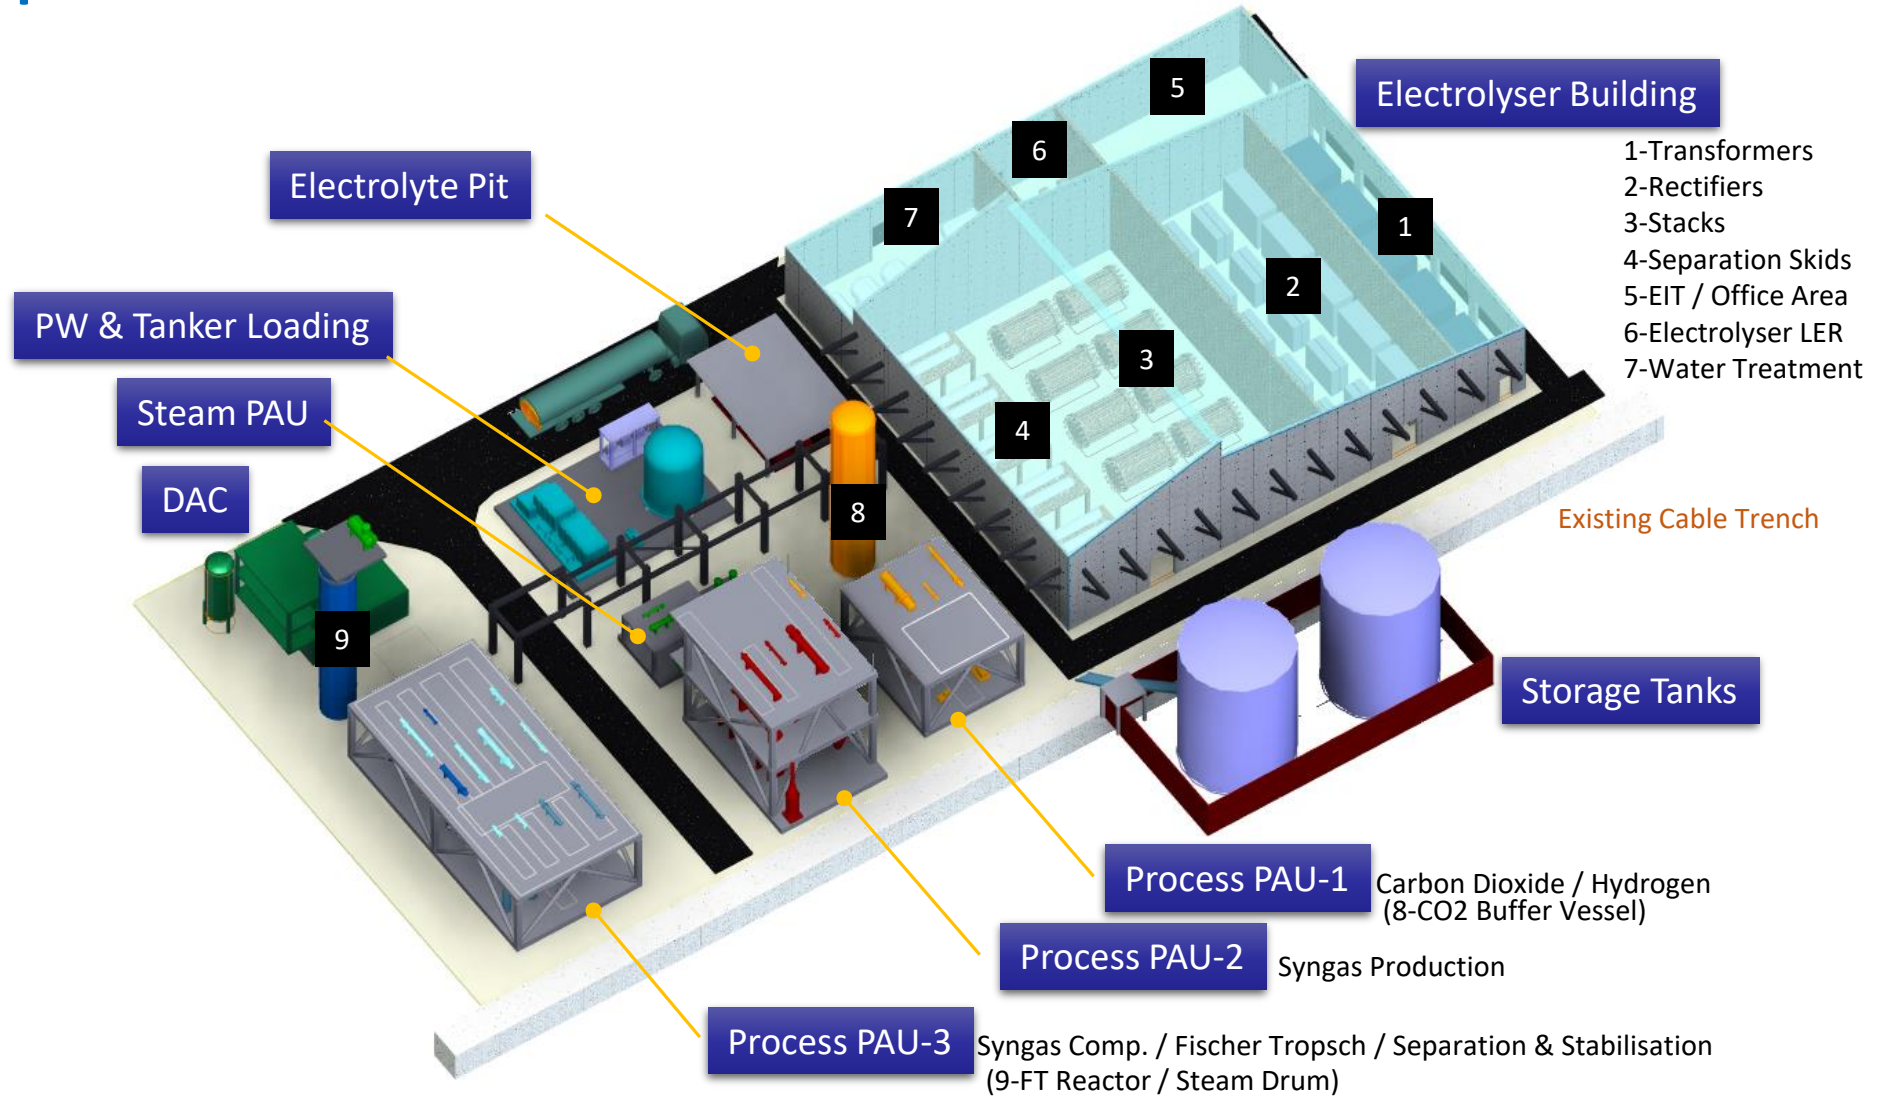 Electrolyser Building
1-Transformers
2-Rectifiers
3-Stacks
4-Separation Skids
5-EIT / Office Area
6-Electrolyser LER
7-Water Treatment
5
6
7
1
2
3
4
Electrolyte Pit
PW & Tanker Loading
Steam PAU
DAC
8
9
Existing Cable Trench
Storage Tanks
Process PAU-1
Carbon Dioxide / Hydrogen
(8-CO2 Buffer Vessel)
Process PAU-2
Syngas Production
Process PAU-3
Syngas Comp. / Fischer Tropsch / Separation & Stabilisation
(9-FT Reactor / Steam Drum)